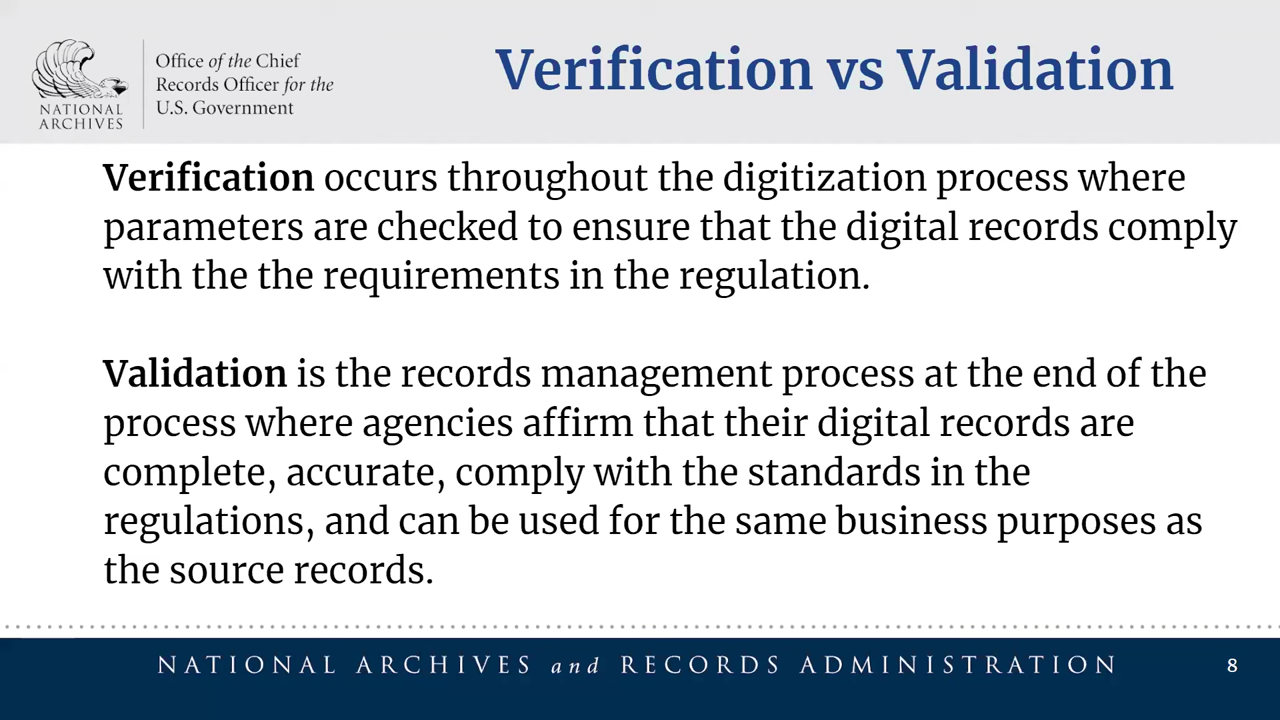 NATIONAL
ARCHIVES
Office of the Chief
Records Officer for the
U.S. Government
Verification vs Validation
Verification occurs throughout the digitization process where
parameters are checked to ensure that the digital records comply
with the the requirements in the regulation.
Validation is the records management process at the end of the
process where agencies affirm that their digital records are
complete, accurate, comply with the standards in the
regulations, and can be used for the same business purposes as
the source records.
NATIONAL ARCHIVES and RECORDS ADMINISTRATION
8